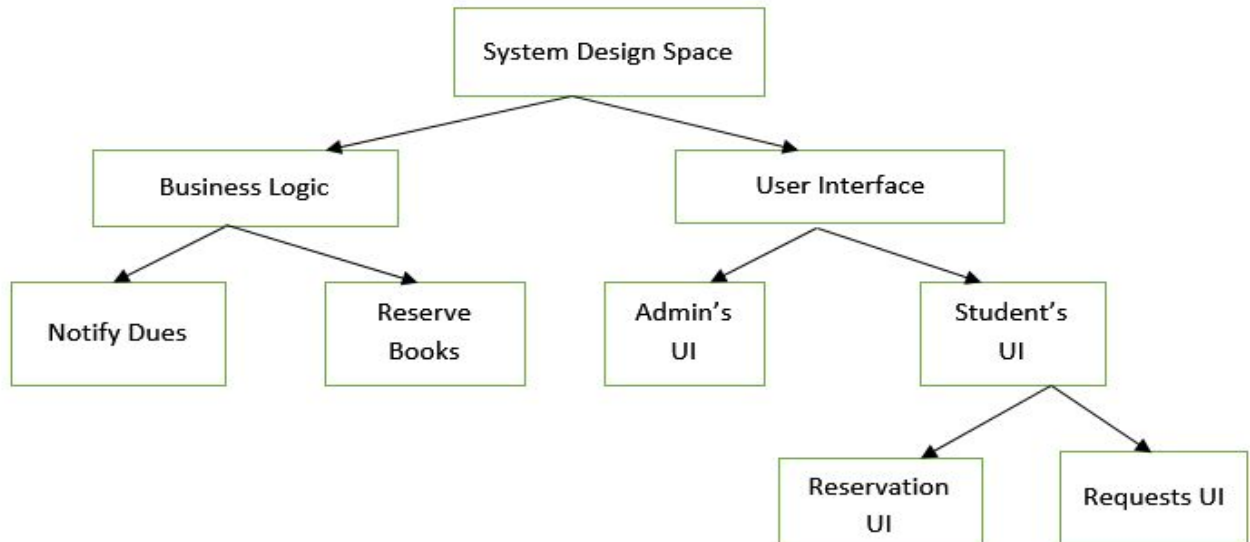 System Design Space
Business Logic
User Interface
Notify Dues
Reserve
Books
Admin’s
UI
Student’s
UI
Reservation
UI
Requests UI